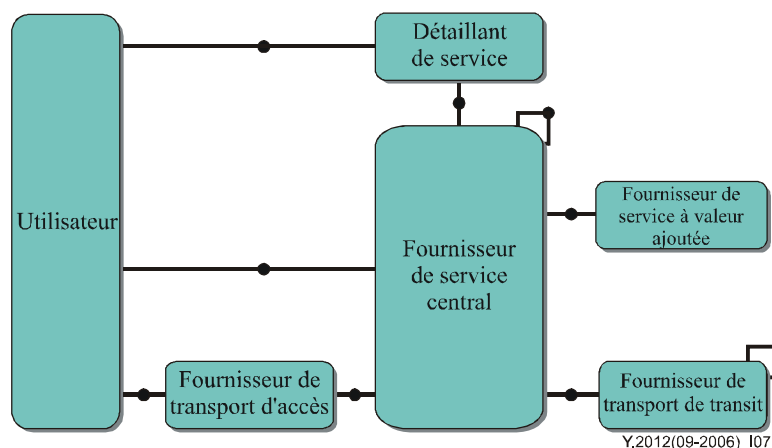 Détaillant
de service
Utilisateur
Fournisseur
de service
central
Fournisseur de
service à valeur
ajoutée
Fournisseur de
transport d'accès
Fournisseur de
transport de transit
Y.2012(09-2006)_I07